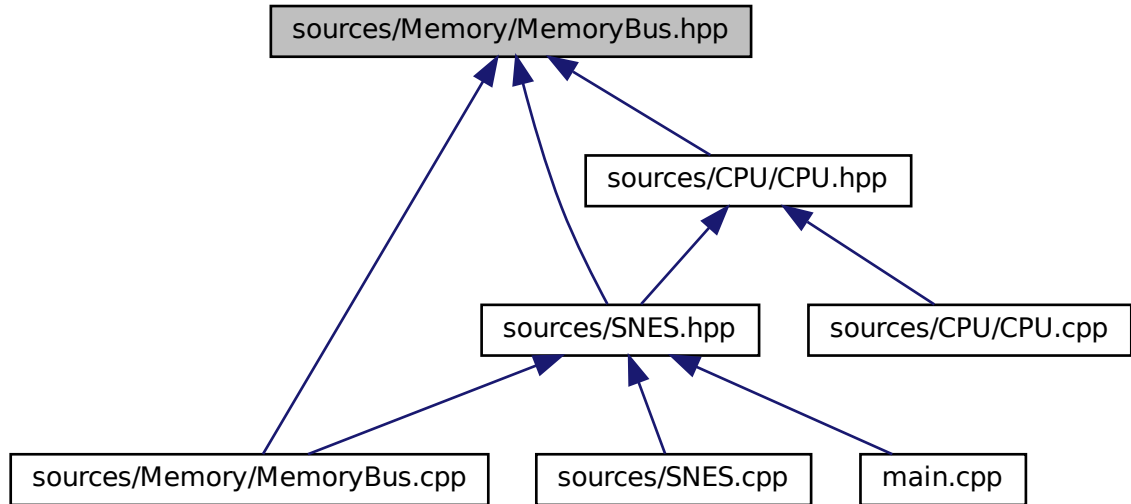 sources/Memory/MemoryBus.hpp
sources/CPU/CPU.hpp
sources/SNES.hpp
sources/CPU/CPU.cpp
sources/Memory/MemoryBus.cpp
sources/SNES.cpp
main.cpp